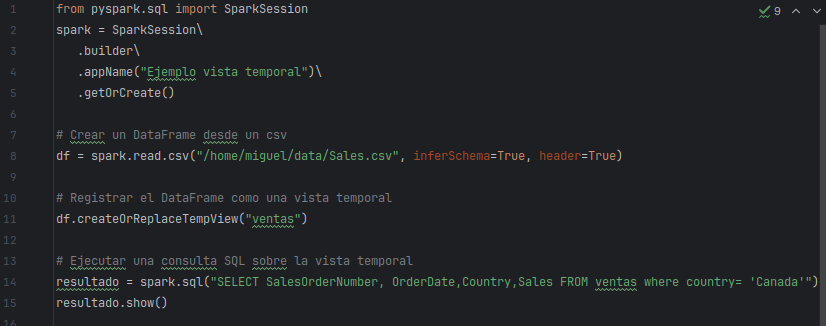 9
1 from pyspark.sql import SparkSession
2 spark = SparkSession\
3 .builder\
4 .appName("Ejemplo vista temporal")\
5 .getOrCreate()
6
7 # Crear un DataFrame desde un csv
8 df = spark.read.csv("/home/miguel/data/Sales.csv", inferSchema=True, header=True)
9
10 # Registrar el DataFrame como una vista temporal
11 df.createOrReplaceTempView("ventas")
12
13 # Ejecutar una consulta SQL sobre la vista temporal
14 resultado = spark.sql("SELECT SalesOrderNumber, OrderDate,Country,Sales FROM ventas where country= 'Canada'")
15 resultado.show()
16